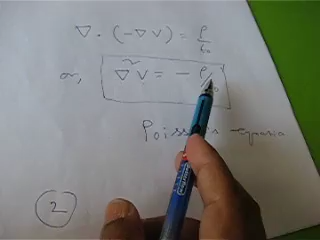 ∇ · (-∇V) = ρ/ε₀
or, ∇²V = - ρ/ε₀
Poisson's equation
2